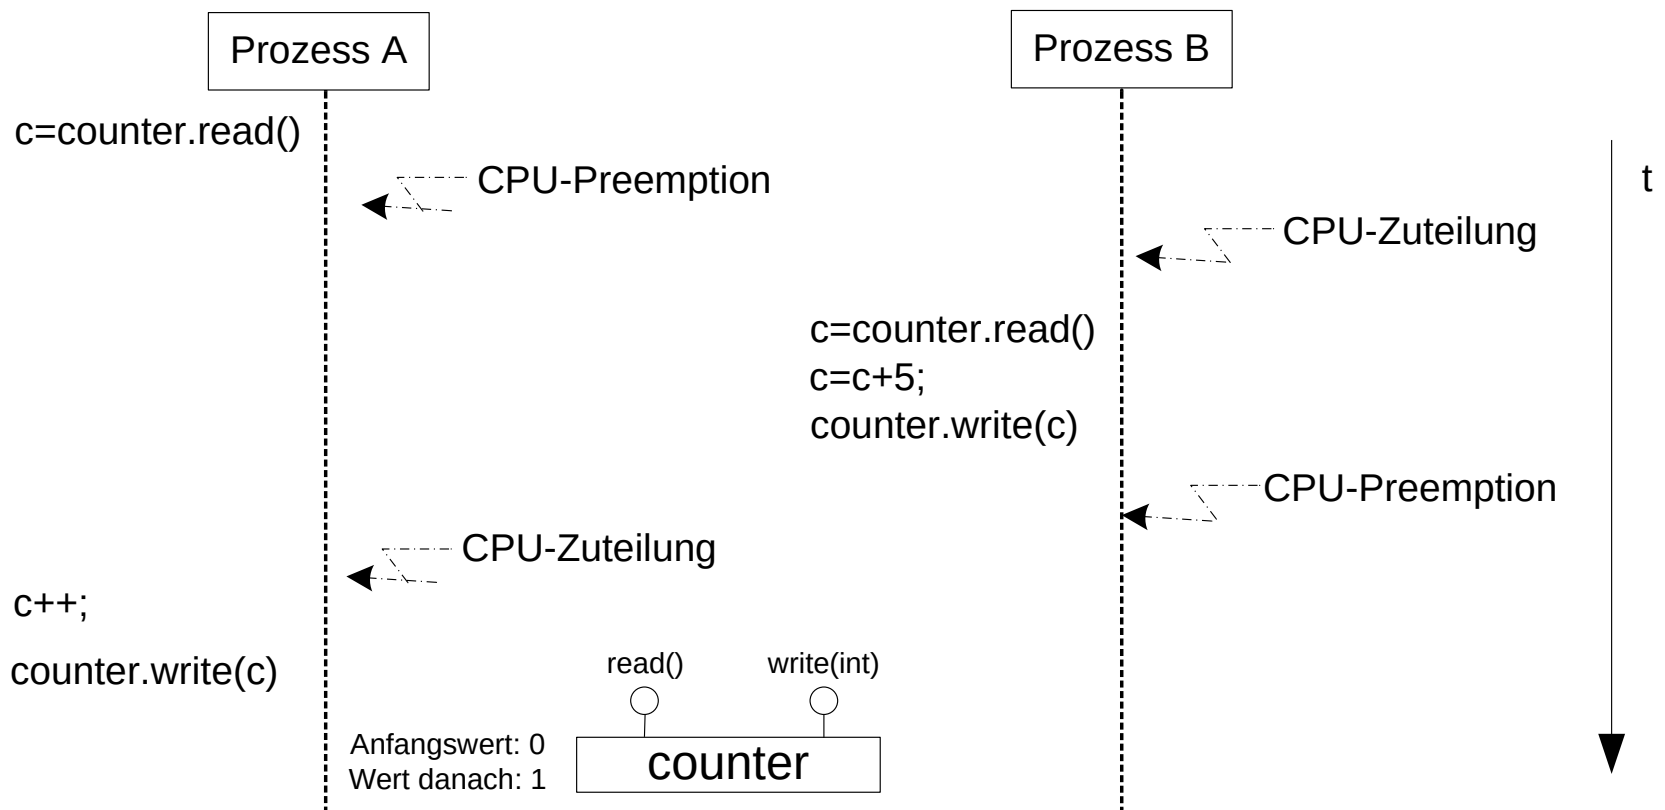 Prozess A
Prozess B
c=counter.read()
CPU-Preemption
t
CPU-Zuteilung
c=counter.read()
c=c+5;
counter.write(c)
CPU-Preemption
CPU-Zuteilung
c++;
counter.write(c)
read()
write(int)
Anfangswert: 0
Wert danach: 1
counter